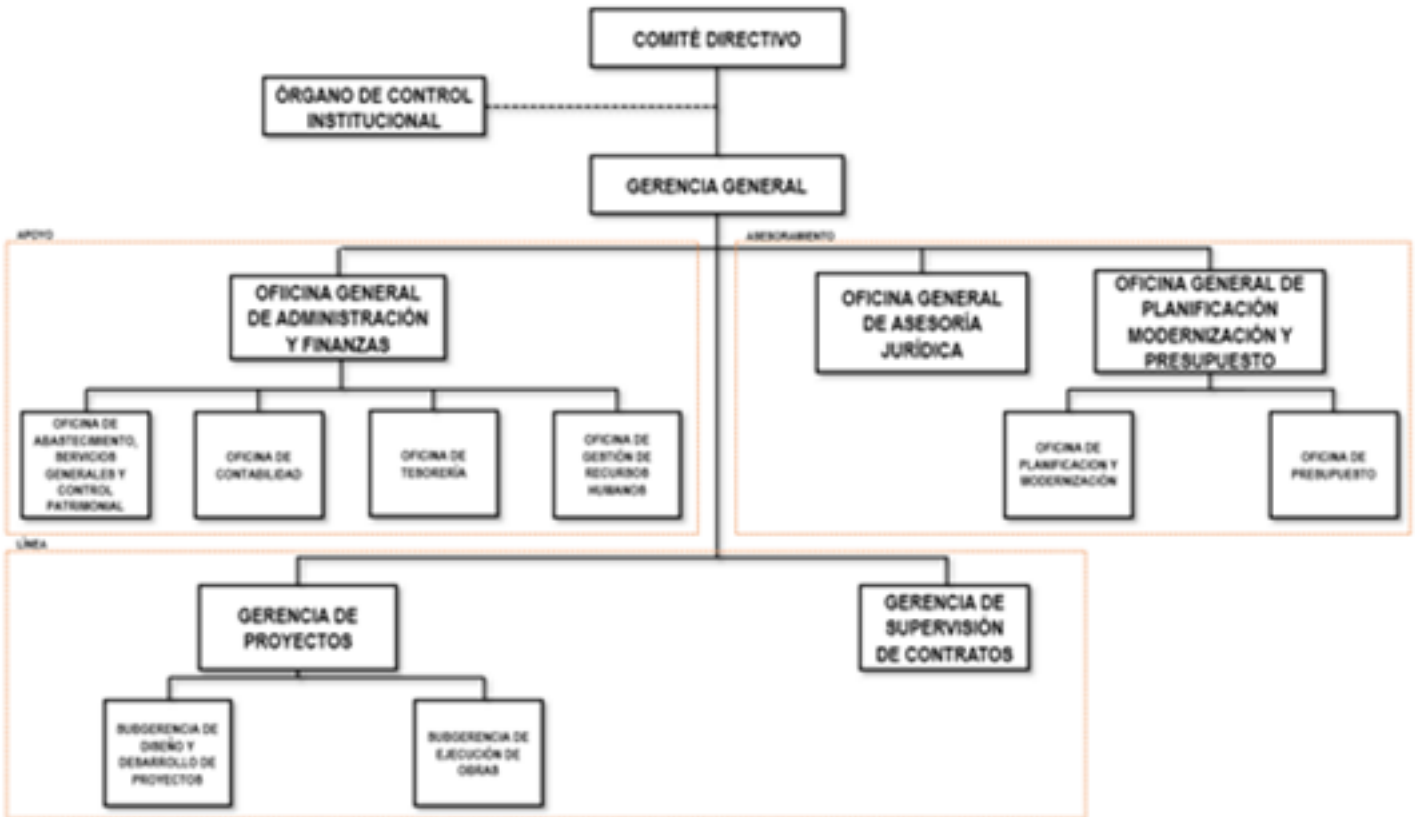 COMITÉ DIRECTIVO
ÓRGANO DE CONTROL
INSTITUCIONAL
GERENCIA GENERAL
APOYO
ASESORAMIENTO
OFIICINA GENERAL
DE ADMINISTRACIÓN
Y FINANZAS
OFICINA GENERAL
DE ASESORÍA
JURÍDICA
OFICINA GENERAL DE
PLANIFICACIÓN
MODERNIZACIÓN Y
PRESUPUESTO
OFICINA DE
ABASTECIMIENTO,
SERVICIOS
GENERALES Y
CONTROL
PATRIMONIAL
OFICINA DE
CONTABILIDAD
OFICINA DE
TESORERÍA
OFICINA DE
GESTIÓN DE
RECURSOS
HUMANOS
OFICINA DE
PLANIFICACION Y
MODERNIZACIÓN
OFICINA DE
PRESUPUESTO
LÍNEA
GERENCIA DE
PROYECTOS
GERENCIA DE
SUPERVISIÓN
DE CONTRATOS
SUBGERENCIA DE
DISEÑO Y
DESARROLLO DE
PROYECTOS
SUBGERENCIA DE
EJECUCIÓN DE
OBRAS